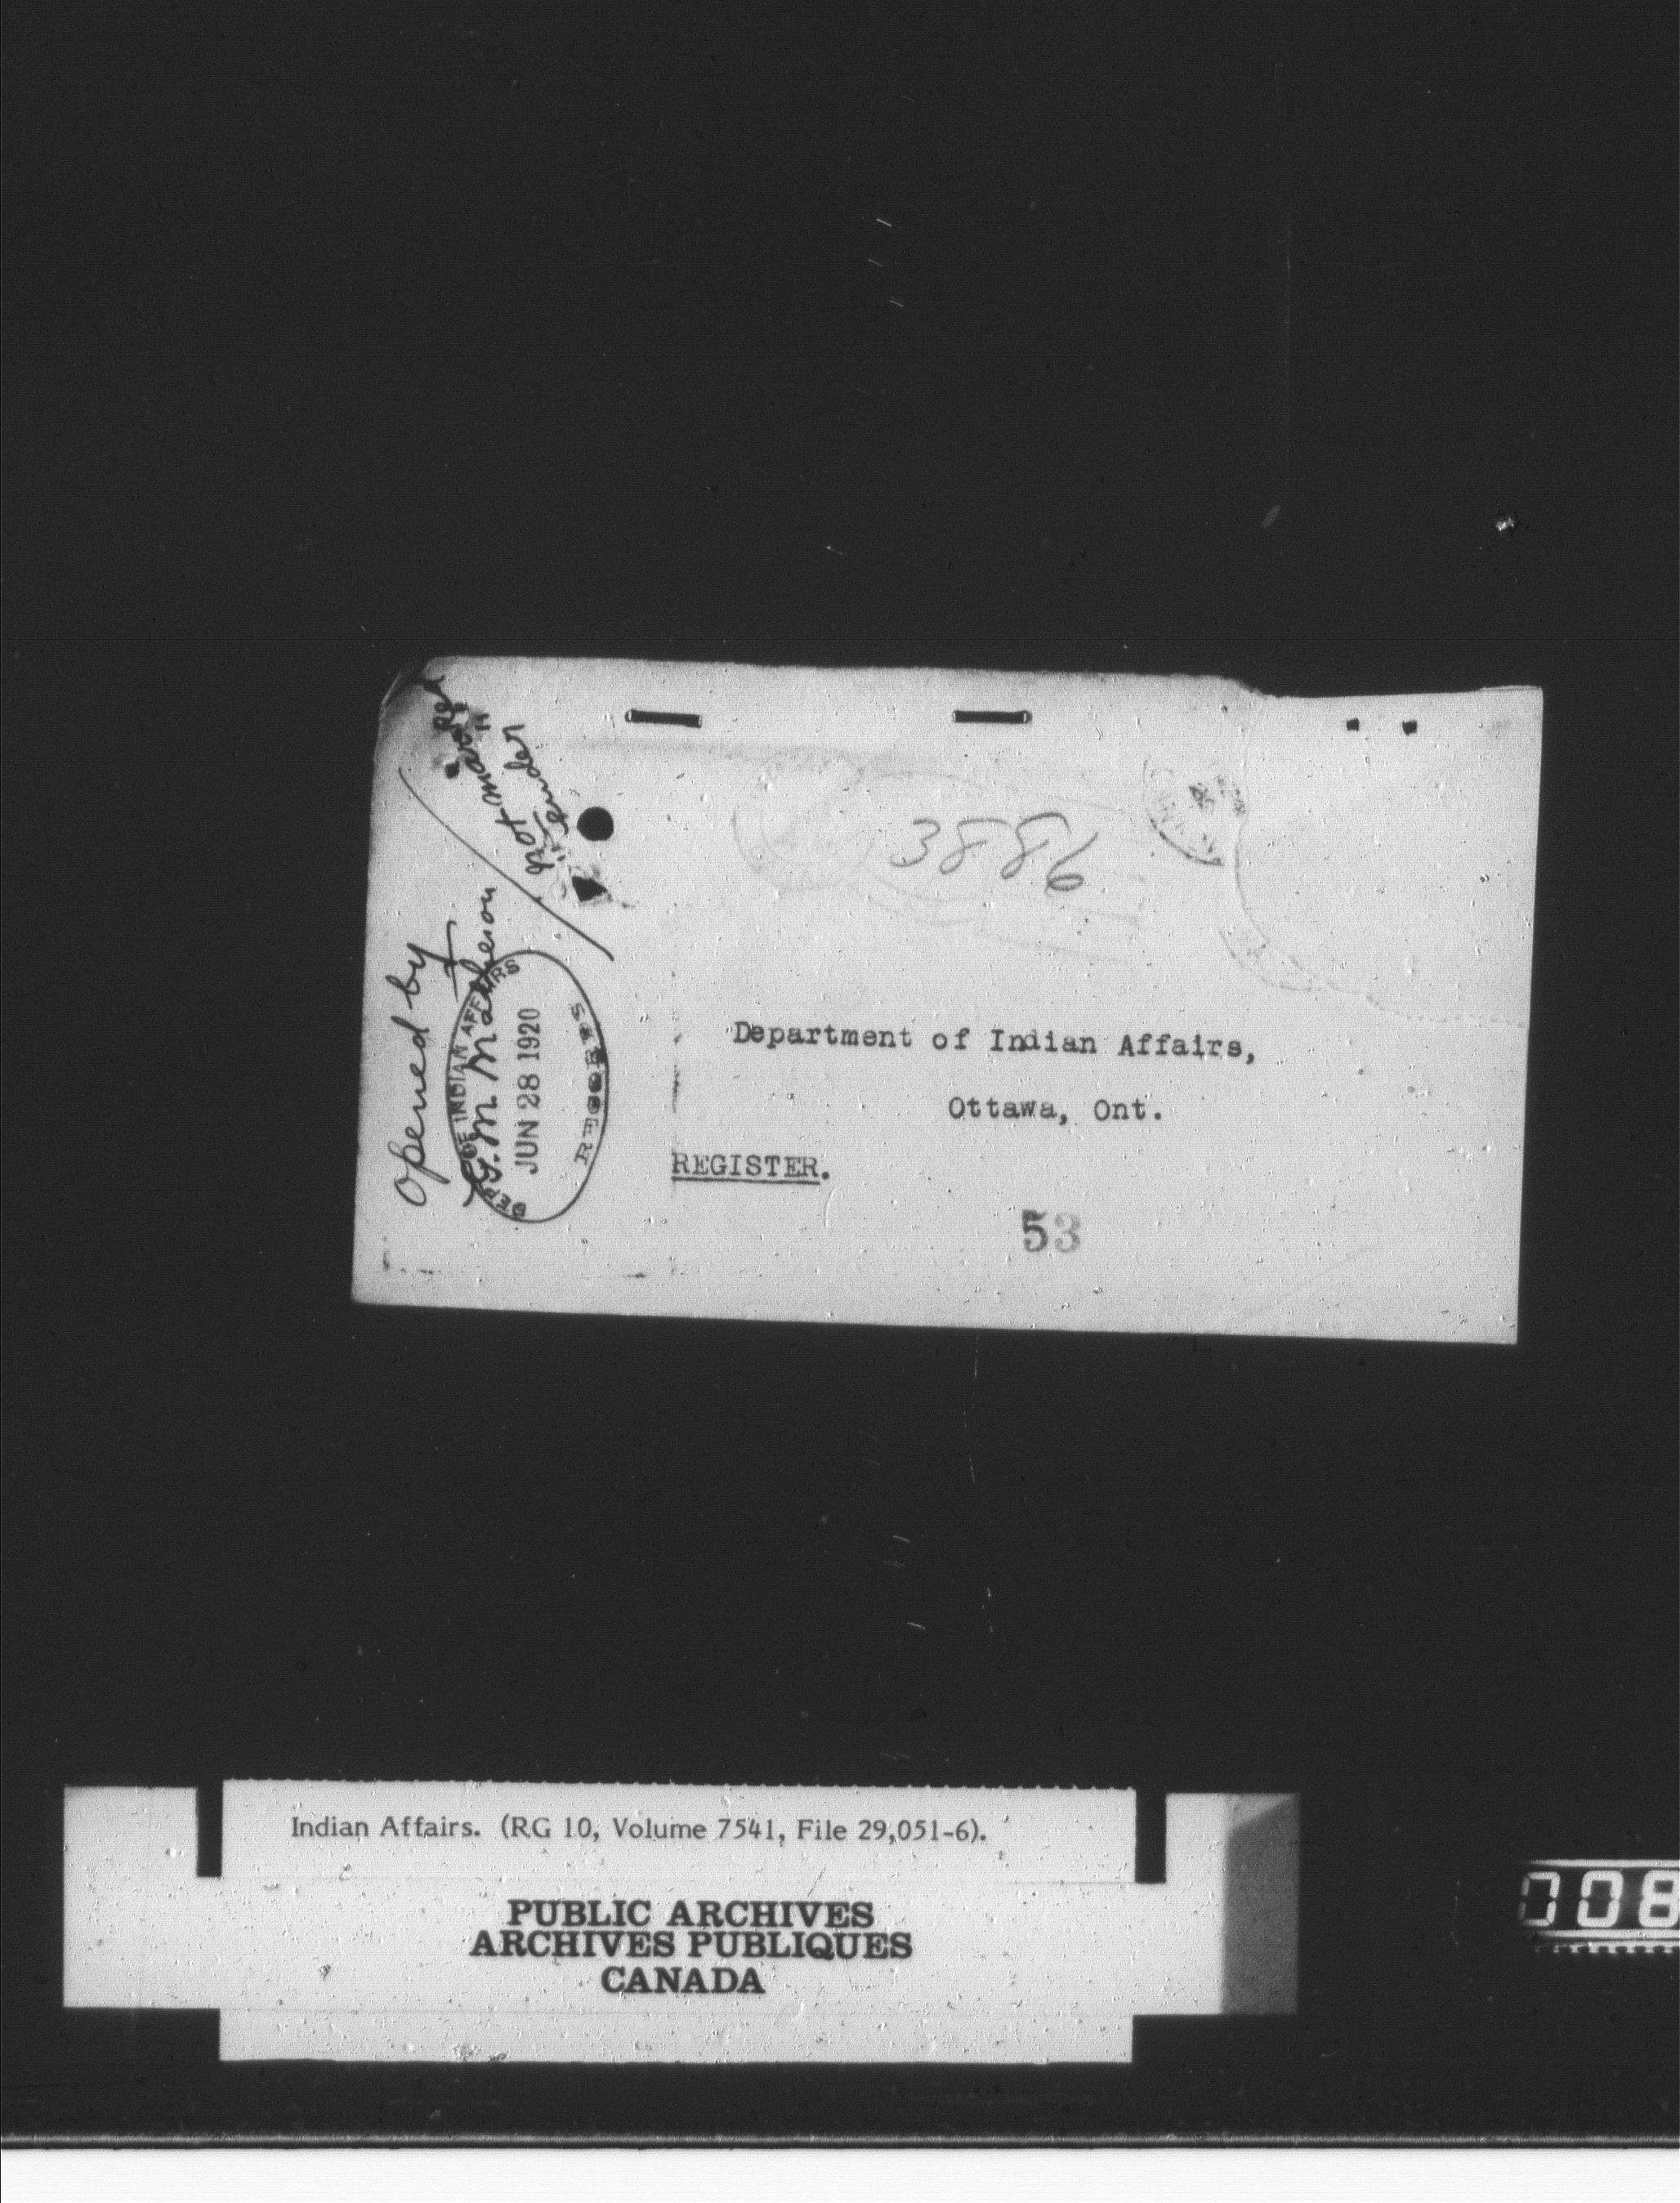 not marked
"Tender"
3886
Opened by
G. M. Matheson
DEPT. OF INDIAN AFFAIRS
JUN 28 1920
RECORDS
Department of Indian Affairs,
Ottawa, Ont.
REGISTER.
53
Indian Affairs. (RG 10, Volume 7541, File 29,051-6).
PUBLIC ARCHIVES
ARCHIVES PUBLIQUES
CANADA
008